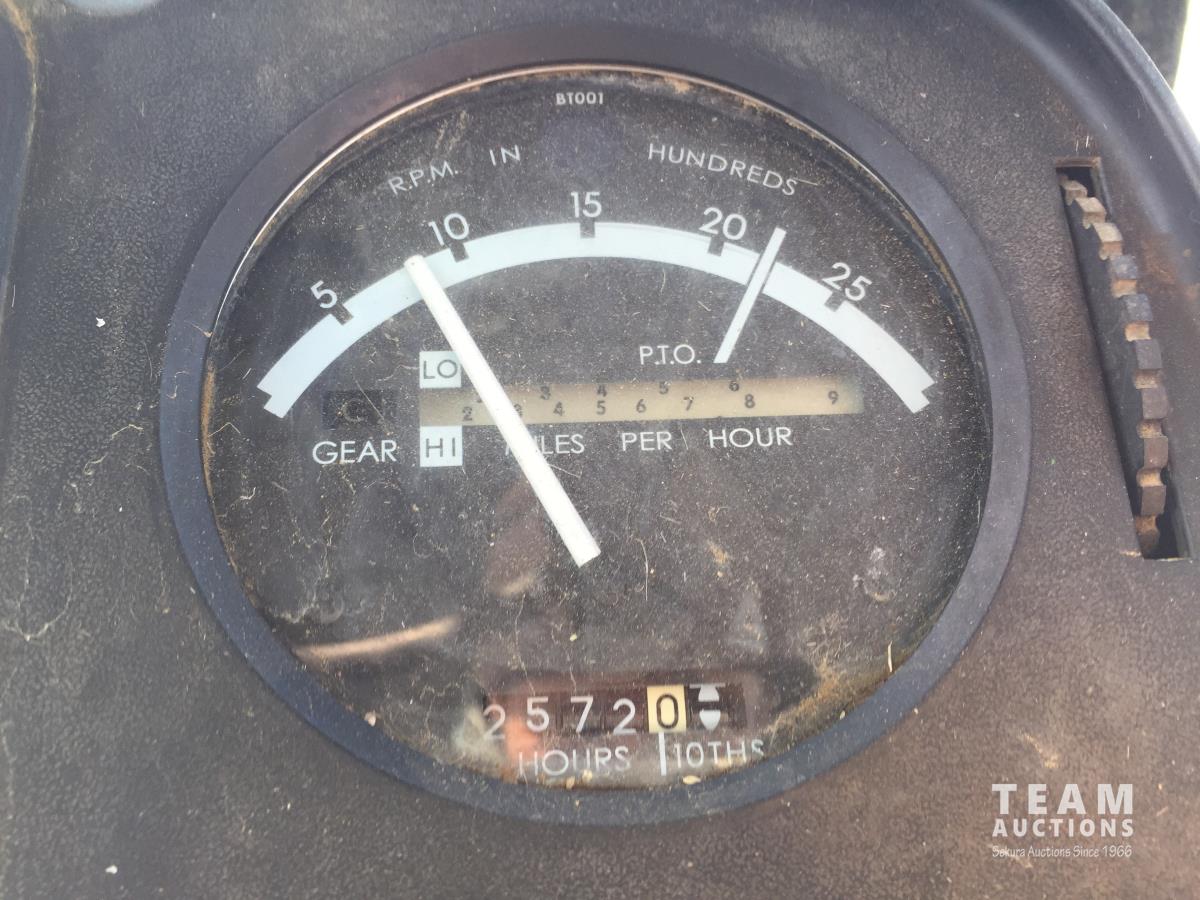 BT001
R.P.M. IN HUNDREDS
5 10 15 20 25
P.T.O.
LO 3 4 5 6
C 2 3 4 5 6 7 8 9
GEAR HI MILES PER HOUR
2 5 7 2 0
HOURS 10THS
TEAM
AUCTIONS
Sekura Auctions Since 1966